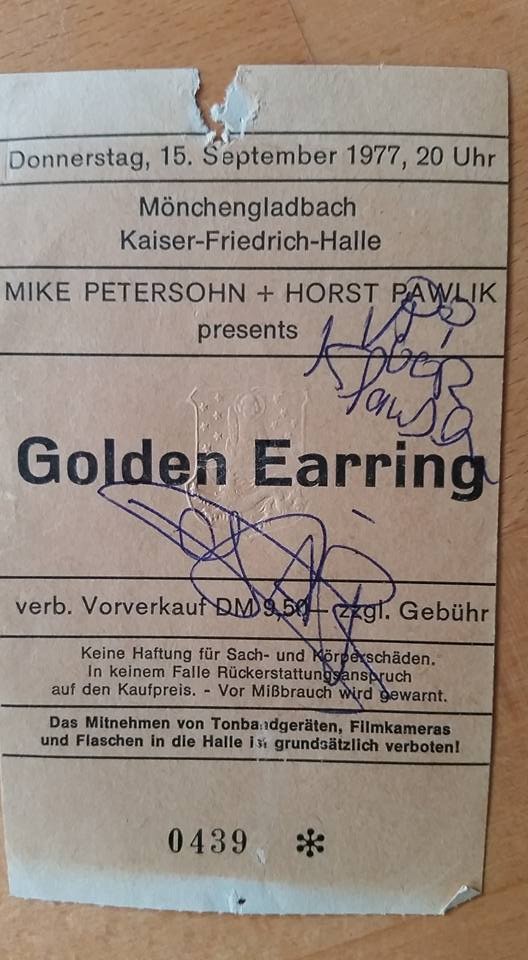 Donnerstag, 15. September 1977, 20 Uhr
Mönchengladbach
Kaiser-Friedrich-Halle
MIKE PETERSOHN + HORST PAWLIK
presents
Golden Earring
verb. Vorverkauf DM 9,50 – zzgl. Gebühr
Keine Haftung für Sach- und Körperschäden.
In keinem Falle Rückerstattungsanspruch
auf den Kaufpreis. - Vor Mißbrauch wird gewarnt.
Das Mitnehmen von Tonbandgeräten, Filmkameras
und Flaschen in die Halle ist grundsätzlich verboten!
0439 *